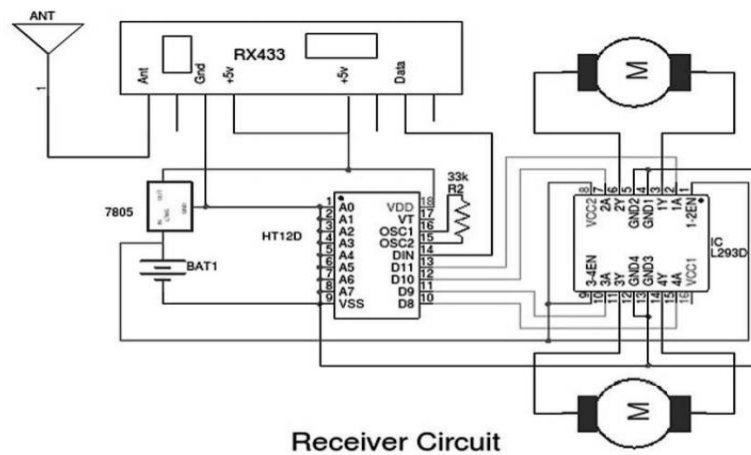 ANT
1
RX433
Ant
Gnd
+5v
+5v
Data
M
7805
OUT
IN
GND
BAT1
HT12D
33k
R2
1 A0
2 A1
3 A2
4 A3
5 A4
6 A5
7 A6
8 A7
9 VSS
VDD 18
VT 17
OSC1 16
OSC2 15
DIN 14
D11 13
D10 12
D9 11
D8 10
8 7 6 5 4 3 2 1
VCC2 2A 2Y GND2 GND1 1Y 1A 1-2EN
IC
L293D
3-4EN 3A 3Y GND4 GND3 4Y 4A VCC1
9 10 11 12 13 14 15 16
M
Receiver Circuit